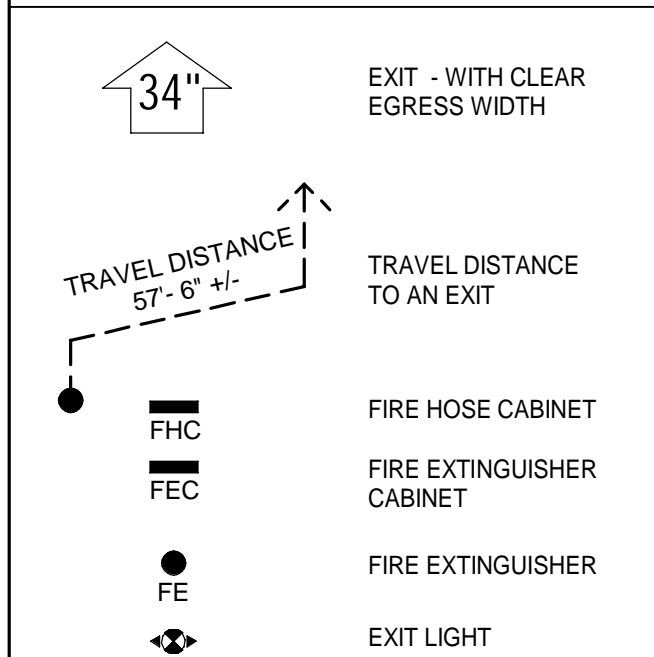 34"
EXIT - WITH CLEAR
EGRESS WIDTH
TRAVEL DISTANCE
57'- 6" +/-
TRAVEL DISTANCE
TO AN EXIT
FHC
FIRE HOSE CABINET
FEC
FIRE EXTINGUISHER
CABINET
FE
FIRE EXTINGUISHER
EXIT LIGHT